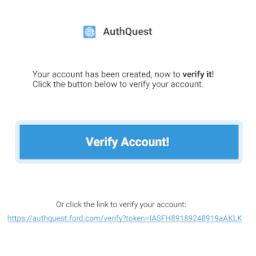 AuthQuest
Your account has been created, now to verify it!
Click the button below to verify your account.
Verify Account!
Or click the link to verify your account:
https://authquest.ford.com/verify?token=IASFH89189248919aAKLK